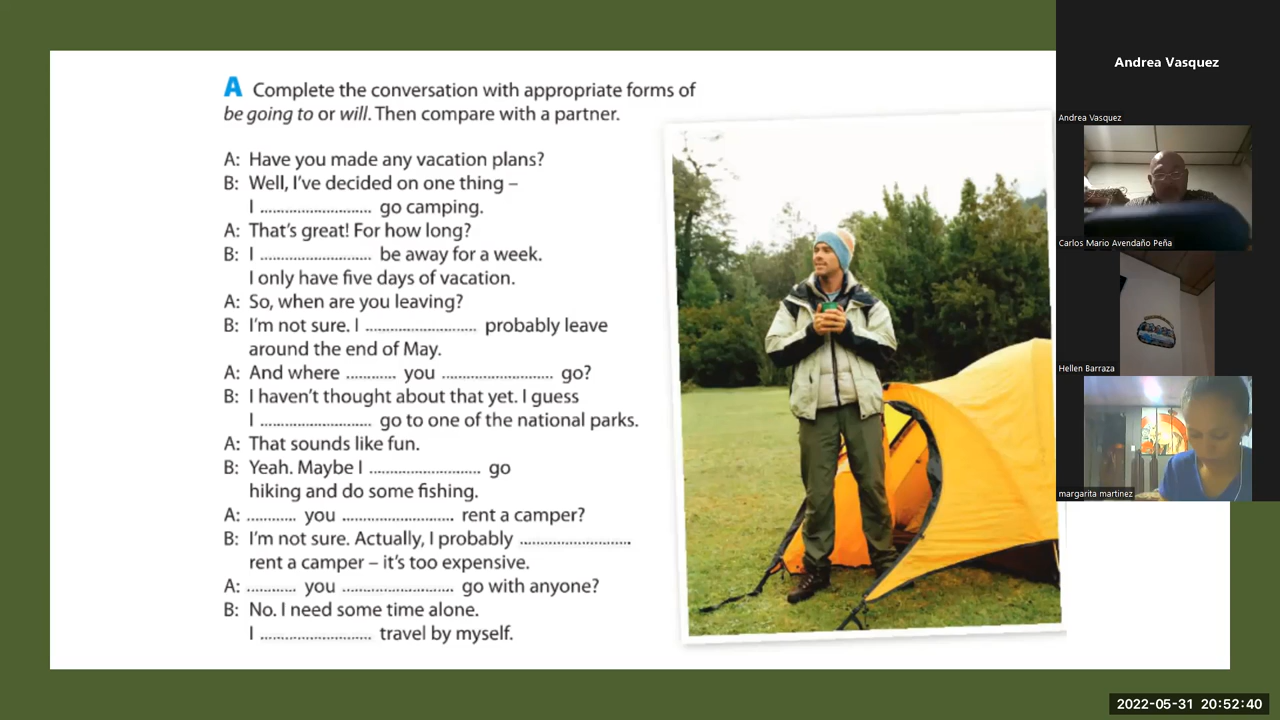 A Complete the conversation with appropriate forms of
be going to or will. Then compare with a partner.
A: Have you made any vacation plans?
B: Well, I've decided on one thing –
I .......................... go camping.
A: That's great! For how long?
B: I .......................... be away for a week.
I only have five days of vacation.
A: So, when are you leaving?
B: I'm not sure. I .......................... probably leave
around the end of May.
A: And where ............ you .......................... go?
B: I haven't thought about that yet. I guess
I .......................... go to one of the national parks.
A: That sounds like fun.
B: Yeah. Maybe I .......................... go
hiking and do some fishing.
A: ............ you .......................... rent a camper?
B: I'm not sure. Actually, I probably ..........................
rent a camper – it's too expensive.
A: ............ you .......................... go with anyone?
B: No. I need some time alone.
I .......................... travel by myself.
Andrea Vasquez
Andrea Vasquez
Carlos Mario Avendaño Peña
Hellen Barraza
margarita martinez
2022-05-31 20:52:40